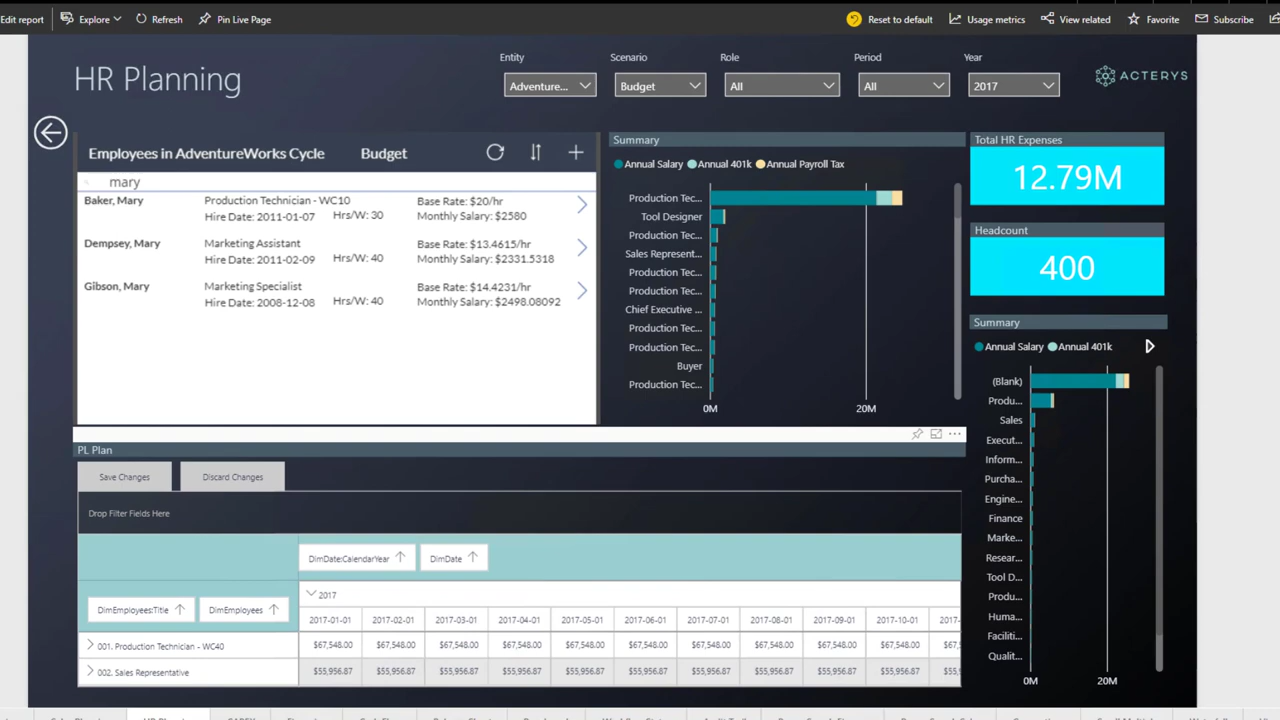 Edit report Explore Refresh Pin Live Page Reset to default Usage metrics View related Favorite Subscribe
HR Planning
Entity Scenario Role Period Year
Adventure... Budget All All 2017
ACTERYS
Employees in AdventureWorks Cycle Budget
mary
Baker, Mary Production Technician - WC10 Base Rate: $20/hr
Hire Date: 2011-01-07 Hrs/W: 30 Monthly Salary: $2580
Dempsey, Mary Marketing Assistant Base Rate: $13.4615/hr
Hire Date: 2011-02-09 Hrs/W: 40 Monthly Salary: $2331.5318
Gibson, Mary Marketing Specialist Base Rate: $14.4231/hr
Hire Date: 2008-12-08 Hrs/W: 40 Monthly Salary: $2498.08092
Summary
Annual Salary Annual 401k Annual Payroll Tax
Production Tec...
Tool Designer
Production Tec...
Sales Represent...
Production Tec...
Production Tec...
Chief Executive ...
Production Tec...
Production Tec...
Buyer
Production Tec...
0M 20M
Total HR Expenses
12.79M
Headcount
400
Summary
Annual Salary Annual 401k
(Blank)
Produ...
Sales
Execut...
Inform...
Purcha...
Engine...
Finance
Marke...
Resear...
Tool D...
Produ...
Huma...
Faciliti...
Qualit...
0M 20M
PL Plan
Save Changes Discard Changes
Drop Filter Fields Here
DimDate:CalendarYear DimDate
DimEmployees:Title DimEmployees
2017
2017-01-01 2017-02-01 2017-03-01 2017-04-01 2017-05-01 2017-06-01 2017-07-01 2017-08-01 2017-09-01 2017-10-01 2017-
001. Production Technician - WC40 $67,548.00 $67,548.00 $67,548.00 $67,548.00 $67,548.00 $67,548.00 $67,548.00 $67,548.00 $67,548.00 $67,548.00 $67,5
002. Sales Representative $55,956.87 $55,956.87 $55,956.87 $55,956.87 $55,956.87 $55,956.87 $55,956.87 $55,956.87 $55,956.87 $55,956.87 $55,9